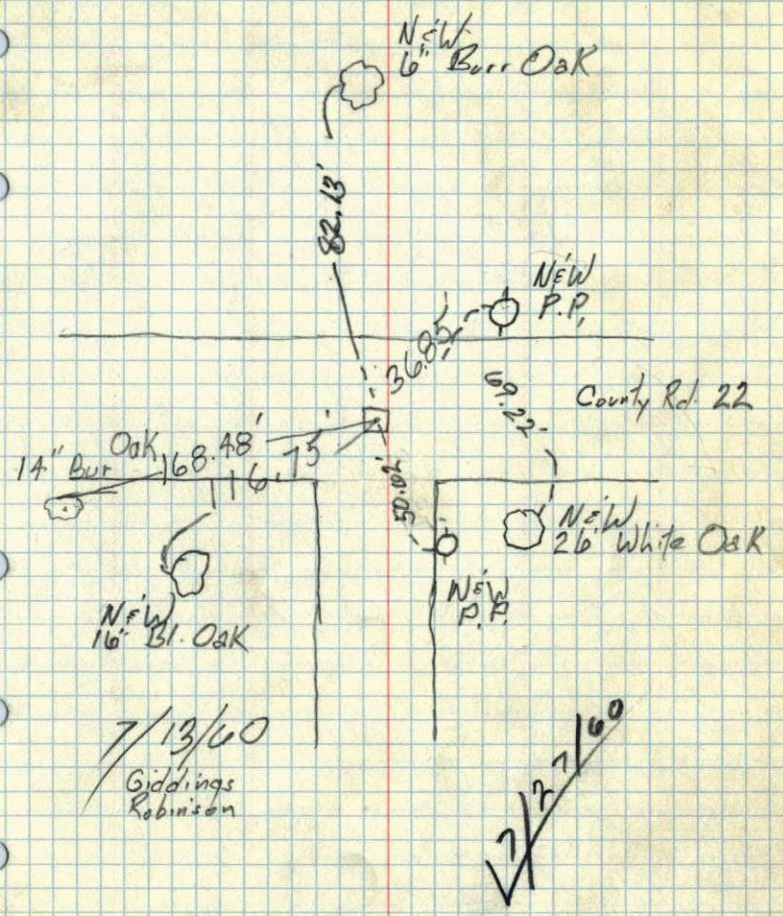 N&W
6" Burr Oak
82.13'
N&W
P.P.
36.85'
69.22'
County Rd. 22
Oak
14" Bur
168.48'
116.75'
50.02'
N&W
26" White Oak
N&W
P.P.
N&W
16" Bl. Oak
7/13/60
Giddings
Robinson
7/27/60